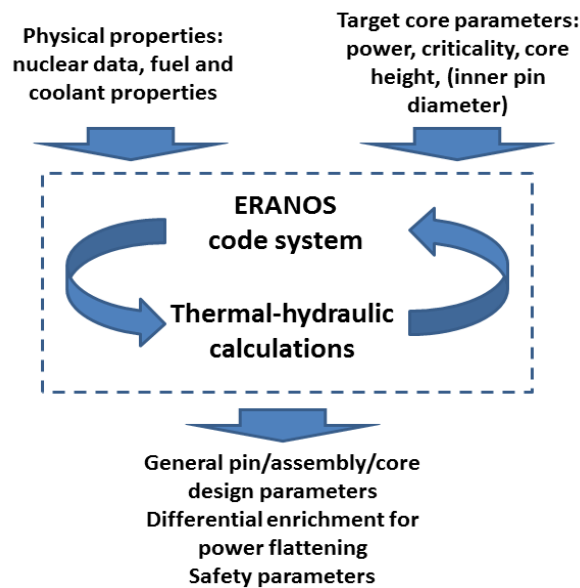 Physical properties:
nuclear data, fuel and
coolant properties
Target core parameters:
power, criticality, core
height, (inner pin
diameter)
ERANOS
code system
Thermal-hydraulic
calculations
General pin/assembly/core
design parameters
Differential enrichment for
power flattening
Safety parameters